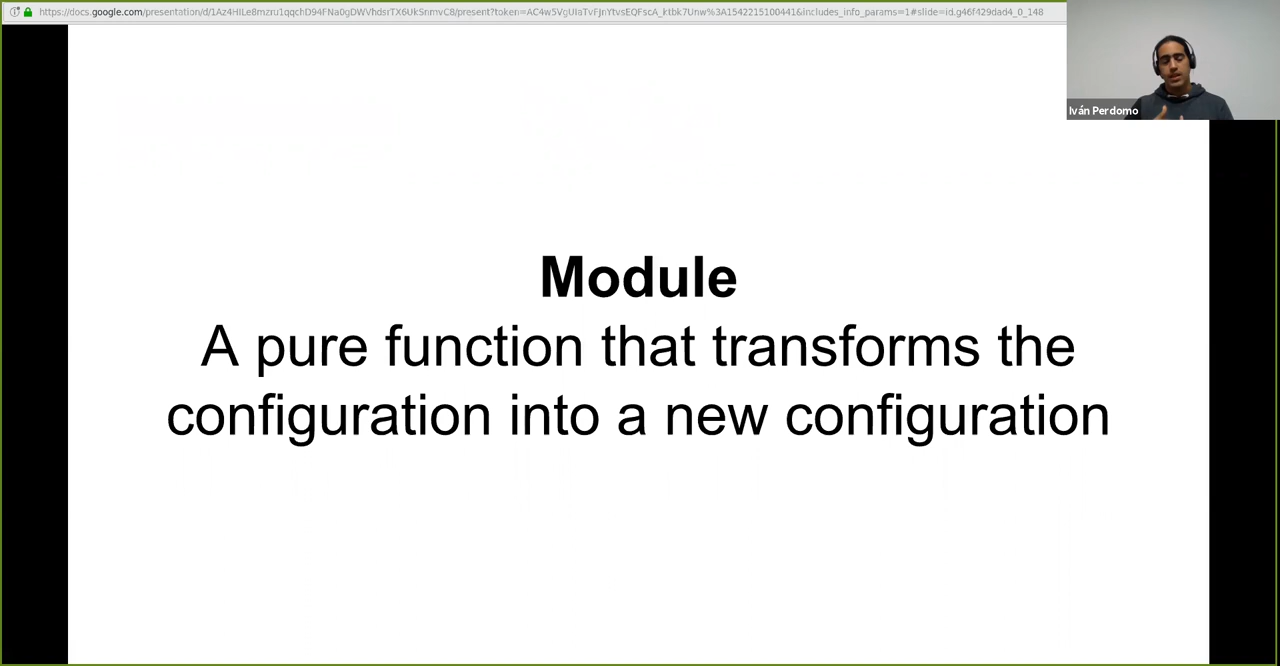 Iván Perdomo
Module
A pure function that transforms the
configuration into a new configuration